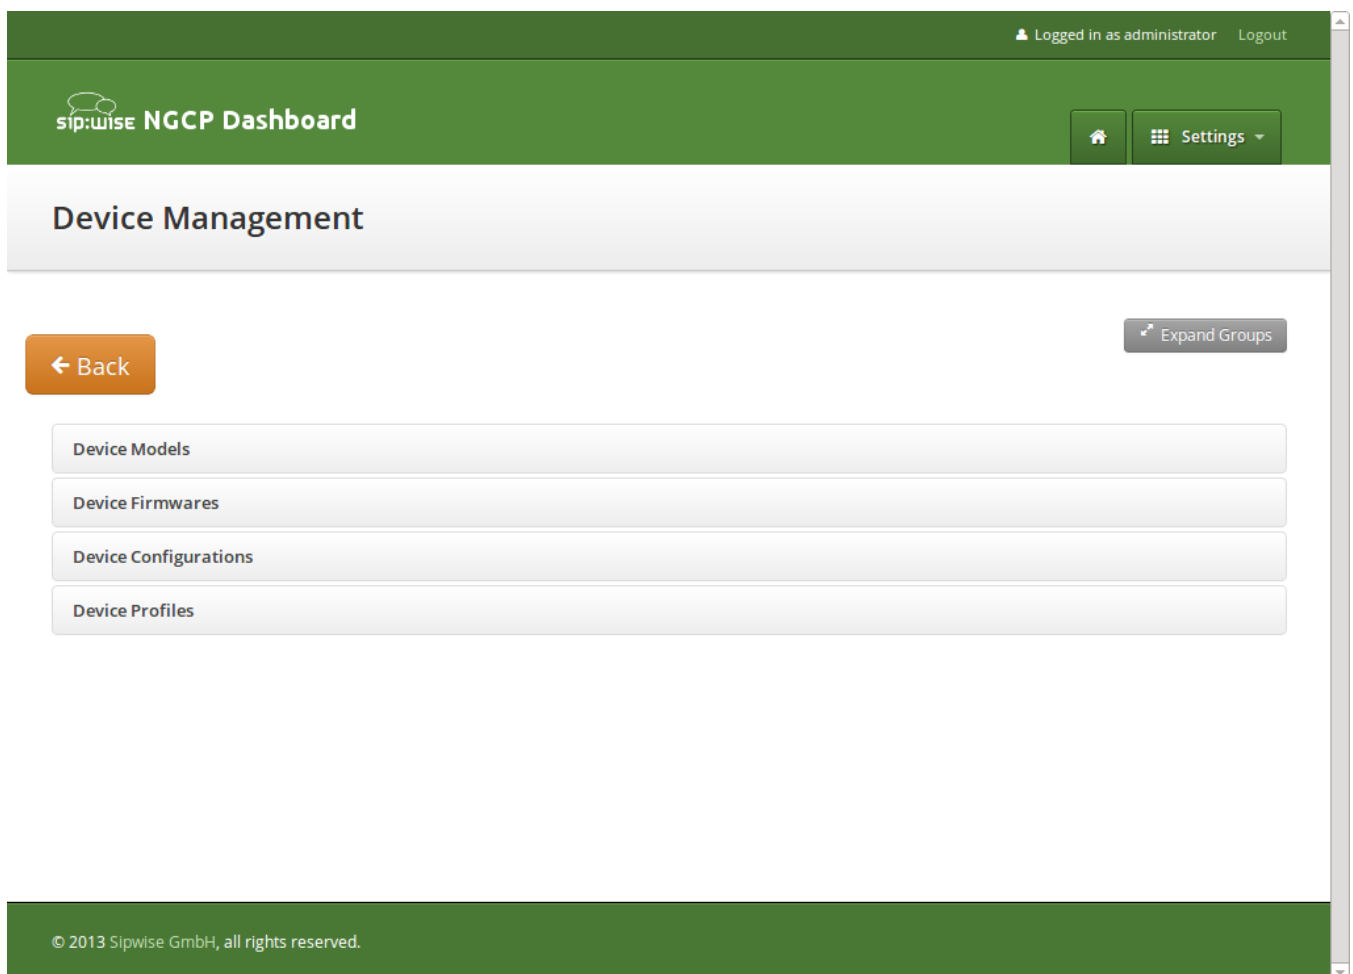 Logged in as administrator Logout
sip:wise NGCP Dashboard
Settings
Device Management
Expand Groups
Back
Device Models
Device Firmwares
Device Configurations
Device Profiles
© 2013 Sipwise GmbH, all rights reserved.